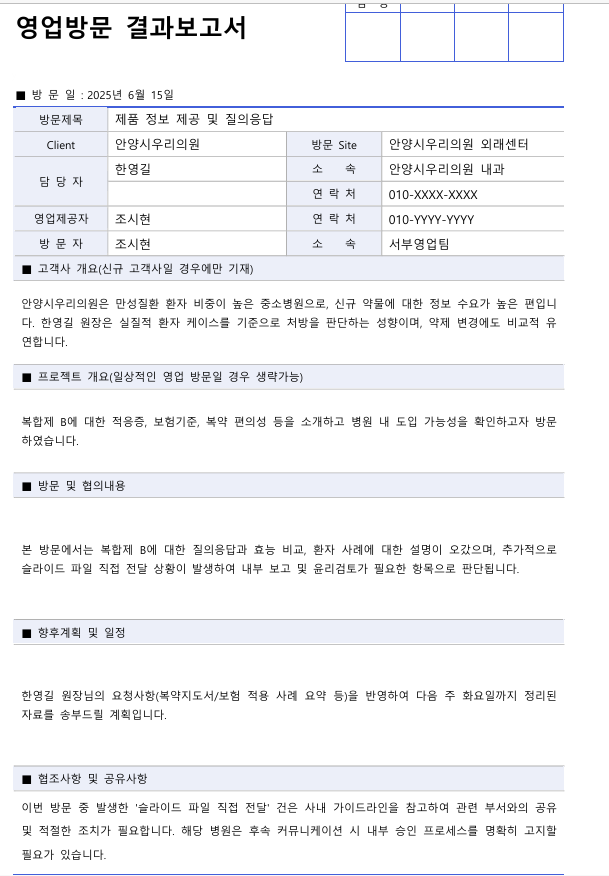 영업방문 결과보고서
■ 방 문 일 : 2025년 6월 15일
방문제목 제품 정보 제공 및 질의응답
Client 안양시우리의원 방문 Site 안양시우리의원 외래센터
담 당 자 한영길 소 속 안양시우리의원 내과
연 락 처 010-XXXX-XXXX
영업제공자 조시현 연 락 처 010-YYYY-YYYY
방 문 자 조시현 소 속 서부영업팀
■ 고객사 개요(신규 고객사일 경우에만 기재)
안양시우리의원은 만성질환 환자 비중이 높은 중소병원으로, 신규 약물에 대한 정보 수요가 높은 편입니
다. 한영길 원장은 실질적 환자 케이스를 기준으로 처방을 판단하는 성향이며, 약제 변경에도 비교적 유
연합니다.
■ 프로젝트 개요(일상적인 영업 방문일 경우 생략가능)
복합제 B에 대한 적응증, 보험기준, 복약 편의성 등을 소개하고 병원 내 도입 가능성을 확인하고자 방문
하였습니다.
■ 방문 및 협의내용
본 방문에서는 복합제 B에 대한 질의응답과 효능 비교, 환자 사례에 대한 설명이 오갔으며, 추가적으로
슬라이드 파일 직접 전달 상황이 발생하여 내부 보고 및 윤리검토가 필요한 항목으로 판단됩니다.
■ 향후계획 및 일정
한영길 원장님의 요청사항(복약지도서/보험 적용 사례 요약 등)을 반영하여 다음 주 화요일까지 정리된
자료를 송부드릴 계획입니다.
■ 협조사항 및 공유사항
이번 방문 중 발생한 '슬라이드 파일 직접 전달' 건은 사내 가이드라인을 참고하여 관련 부서와의 공유
및 적절한 조치가 필요합니다. 해당 병원은 후속 커뮤니케이션 시 내부 승인 프로세스를 명확히 고지할
필요가 있습니다.